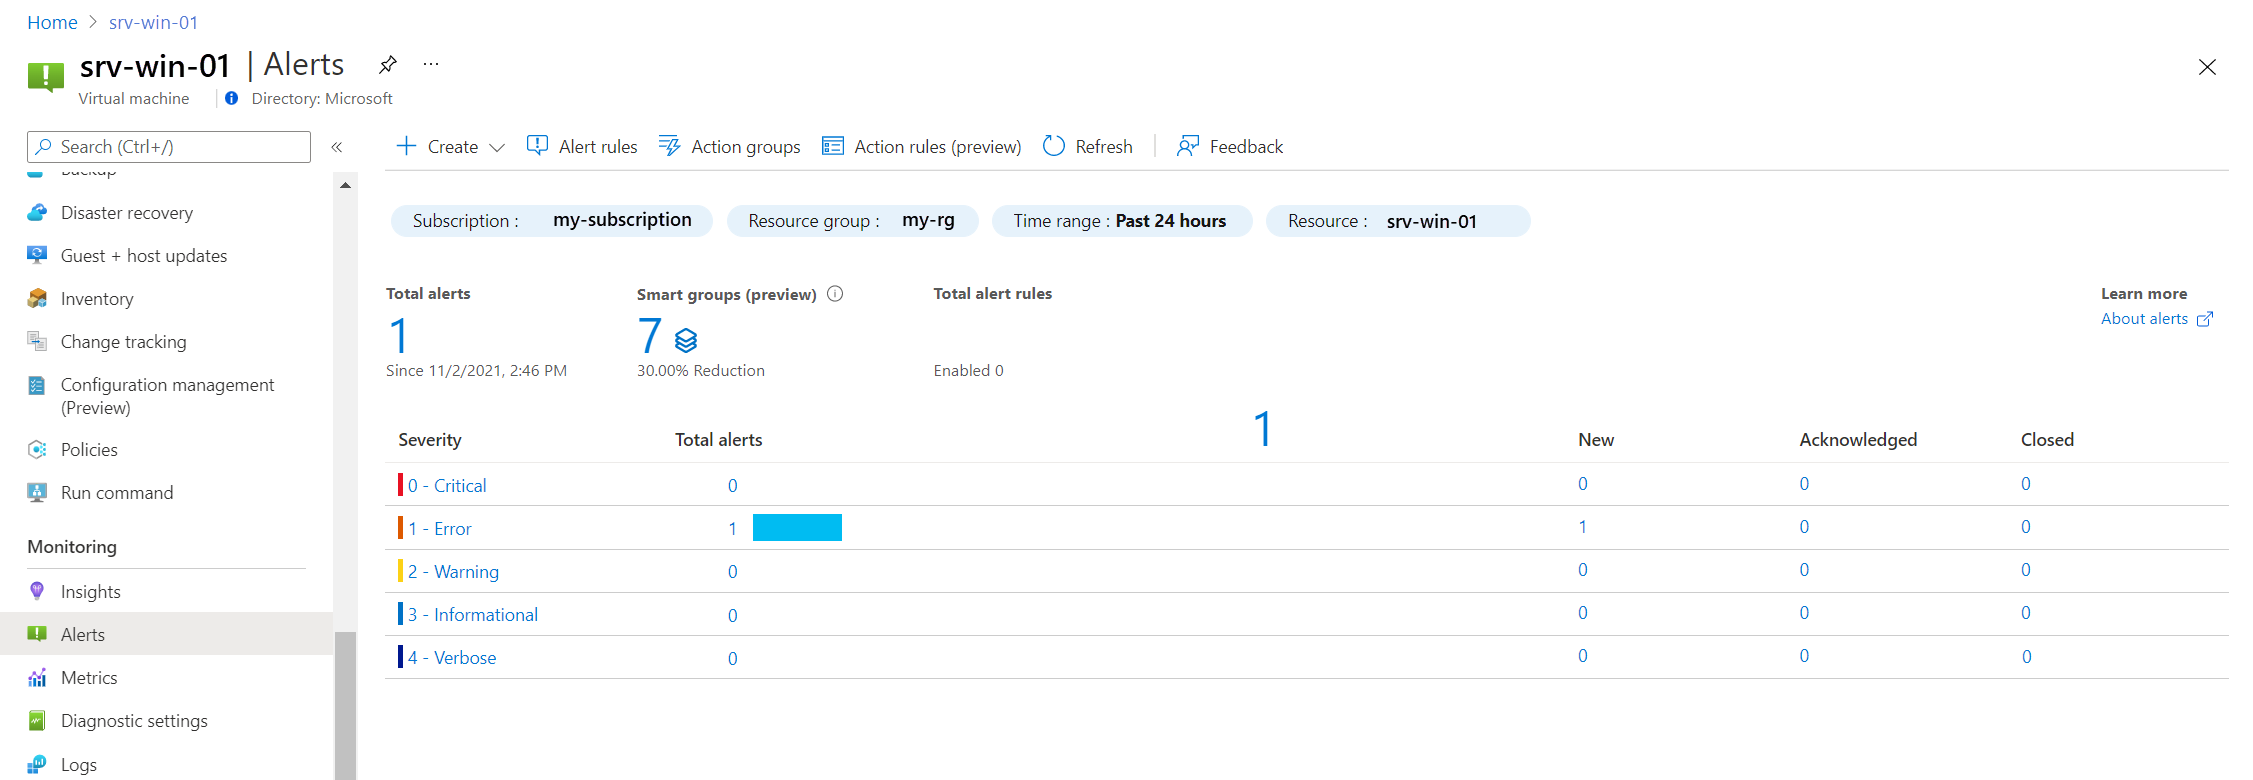 Home > srv-win-01
srv-win-01 | Alerts ...
Virtual machine | Directory: Microsoft
Search (Ctrl+/) «
Backup
Disaster recovery
Guest + host updates
Inventory
Change tracking
Configuration management
(Preview)
Policies
Run command
Monitoring
Insights
Alerts
Metrics
Diagnostic settings
Logs
Create Alert rules Action groups Action rules (preview) Refresh Feedback
Subscription : my-subscription Resource group : my-rg Time range : Past 24 hours Resource : srv-win-01
Total alerts Smart groups (preview) Total alert rules Learn more
1 7 About alerts
Since 11/2/2021, 2:46 PM 30.00% Reduction Enabled 0
1
Severity Total alerts New Acknowledged Closed
0 - Critical 0 0 0 0
1 - Error 1 1 0 0
2 - Warning 0 0 0 0
3 - Informational 0 0 0 0
4 - Verbose 0 0 0 0